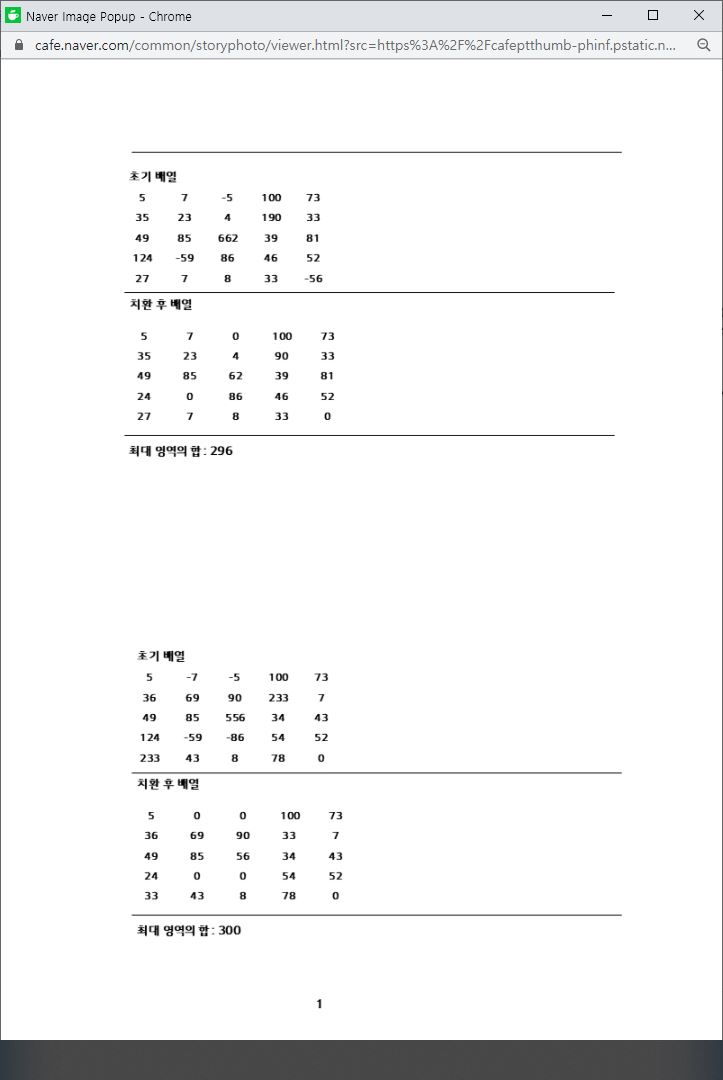 Naver Image Popup - Chrome
cafe.naver.com/common/storyphoto/viewer.html?src=https%3A%2F%2Fcafeptthumb-phinf.pstatic.n...
초기 배열
5 7 -5 100 73
35 23 4 190 33
49 85 662 39 81
124 -59 86 46 52
27 7 8 33 -56
치환 후 배열
5 7 0 100 73
35 23 4 90 33
49 85 62 39 81
24 0 86 46 52
27 7 8 33 0
최대 영역의 합 : 296
초기 배열
5 -7 -5 100 73
36 69 90 233 7
49 85 556 34 43
124 -59 -86 54 52
233 43 8 78 0
치환 후 배열
5 0 0 100 73
36 69 90 33 7
49 85 56 34 43
24 0 0 54 52
33 43 8 78 0
최대 영역의 합 : 300
1